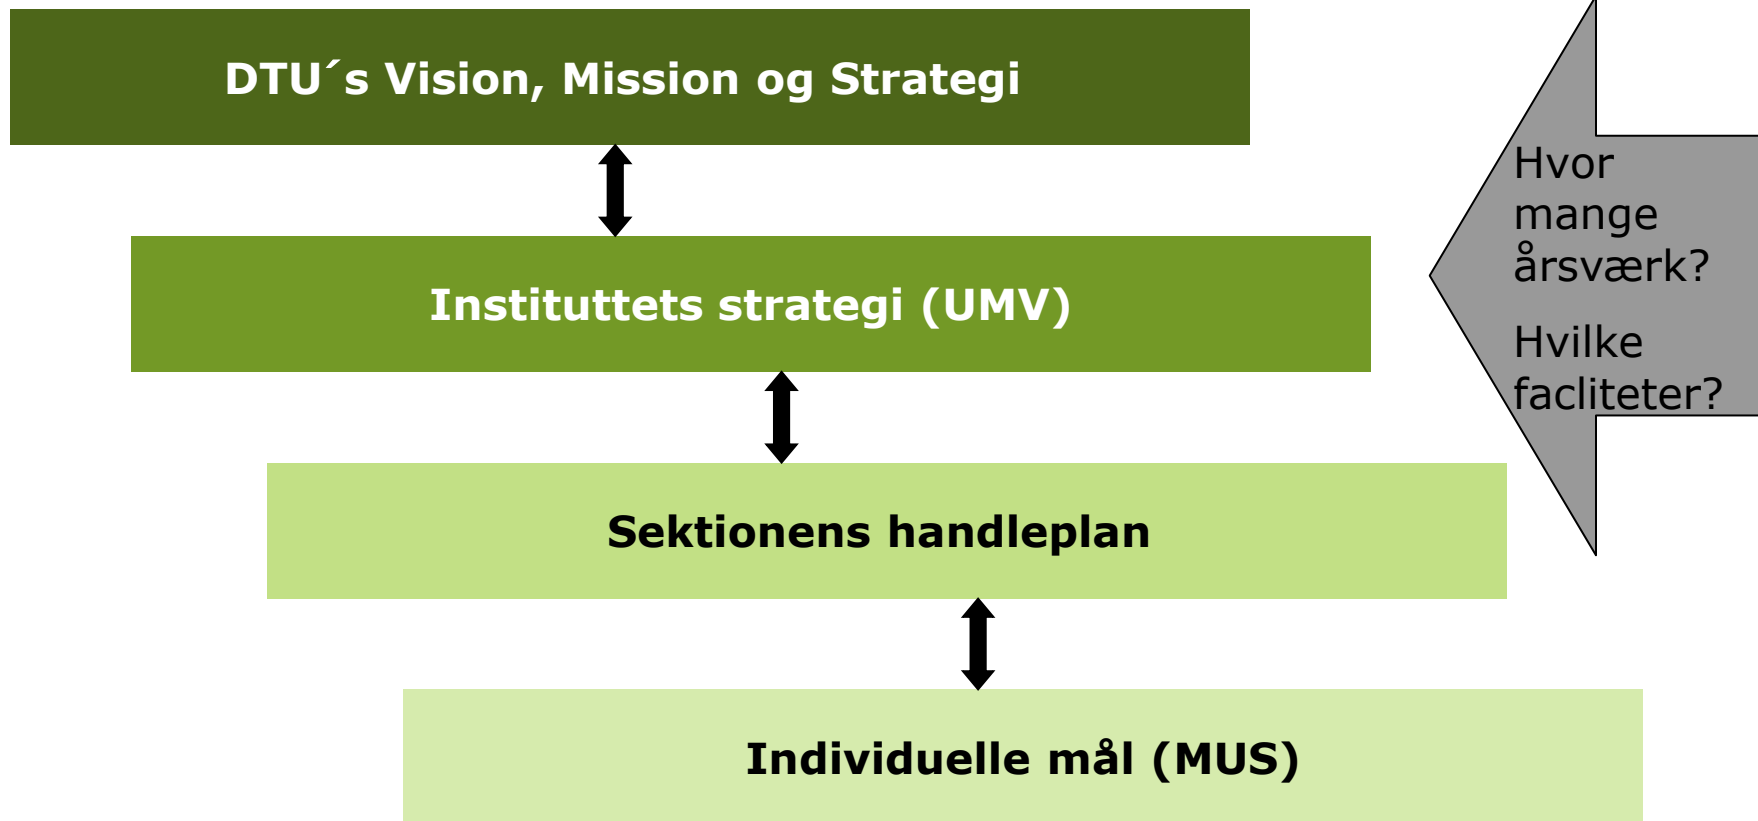 DTU´s Vision, Mission og Strategi
Hvor
mange
årsværk?
Hvilke
facliteter?
Instituttets strategi (UMV)
Sektionens handleplan
Individuelle mål (MUS)